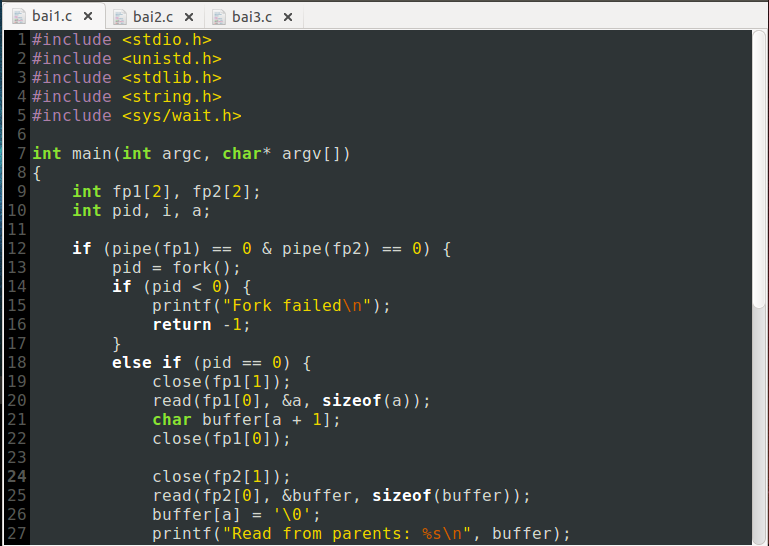 bai1.c × bai2.c × bai3.c ×
1 #include <stdio.h>
2 #include <unistd.h>
3 #include <stdlib.h>
4 #include <string.h>
5 #include <sys/wait.h>
6
7 int main(int argc, char* argv[])
8 {
9     int fp1[2], fp2[2];
10     int pid, i, a;
11
12     if (pipe(fp1) == 0 & pipe(fp2) == 0) {
13         pid = fork();
14         if (pid < 0) {
15             printf("Fork failed\n");
16             return -1;
17         }
18         else if (pid == 0) {
19             close(fp1[1]);
20             read(fp1[0], &a, sizeof(a));
21             char buffer[a + 1];
22             close(fp1[0]);
23
24             close(fp2[1]);
25             read(fp2[0], &buffer, sizeof(buffer));
26             buffer[a] = '\0';
27             printf("Read from parents: %s\n", buffer);